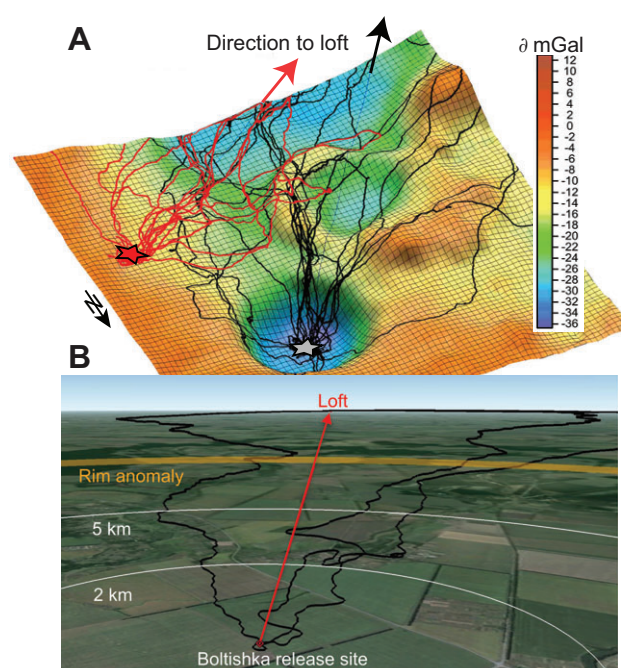 A
Direction to loft
∂ mGal
12
10
8
6
4
2
0
-2
-4
-6
-8
-10
-12
-14
-16
-18
-20
-22
-24
-26
-28
-30
-32
-34
-36
N
B
Loft
Rim anomaly
5 km
2 km
Boltishka release site